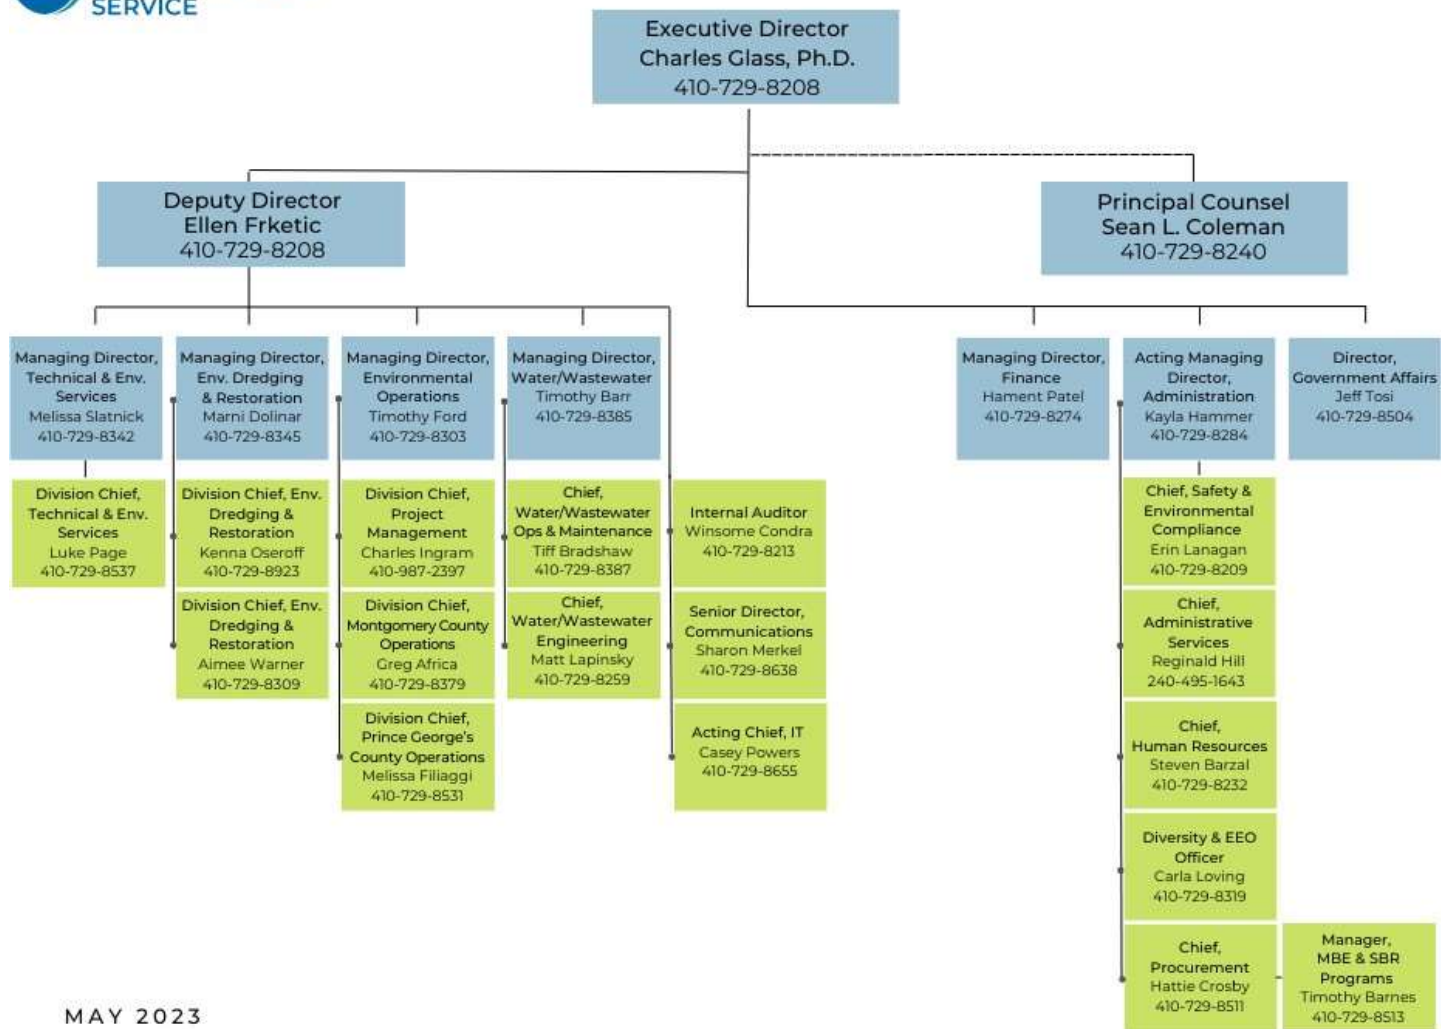 SERVICE
Executive Director
Charles Glass, Ph.D.
410-729-8208
Deputy Director
Ellen Frketic
410-729-8208
Principal Counsel
Sean L. Coleman
410-729-8240
Managing Director,
Technical & Env.
Services
Melissa Slatnick
410-729-8342
Managing Director,
Env. Dredging
& Restoration
Marni Dolinar
410-729-8345
Managing Director,
Environmental
Operations
Timothy Ford
410-729-8303
Managing Director,
Water/Wastewater
Timothy Barr
410-729-8385
Managing Director,
Finance
Hament Patel
410-729-8274
Acting Managing
Director,
Administration
Kayla Hammer
410-729-8284
Director,
Government Affairs
Jeff Tosi
410-729-8504
Division Chief,
Technical & Env.
Services
Luke Page
410-729-8537
Division Chief, Env.
Dredging &
Restoration
Kenna Oseroff
410-729-8923
Division Chief,
Project
Management
Charles Ingram
410-987-2397
Chief,
Water/Wastewater
Ops & Maintenance
Tiff Bradshaw
410-729-8387
Internal Auditor
Winsome Condra
410-729-8213
Chief, Safety &
Environmental
Compliance
Erin Lanagan
410-729-8209
Division Chief, Env.
Dredging &
Restoration
Aimee Warner
410-729-8309
Division Chief,
Montgomery County
Operations
Greg Africa
410-729-8379
Chief,
Water/Wastewater
Engineering
Matt Lapinsky
410-729-8259
Senior Director,
Communications
Sharon Merkel
410-729-8638
Chief,
Administrative
Services
Reginald Hill
240-495-1643
Division Chief,
Prince George's
County Operations
Melissa Filiaggi
410-729-8531
Acting Chief, IT
Casey Powers
410-729-8655
Chief,
Human Resources
Steven Barzal
410-729-8232
Diversity & EEO
Officer
Carla Loving
410-729-8319
Chief,
Procurement
Hattie Crosby
410-729-8511
Manager,
MBE & SBR
Programs
Timothy Barnes
410-729-8513
MAY 2023